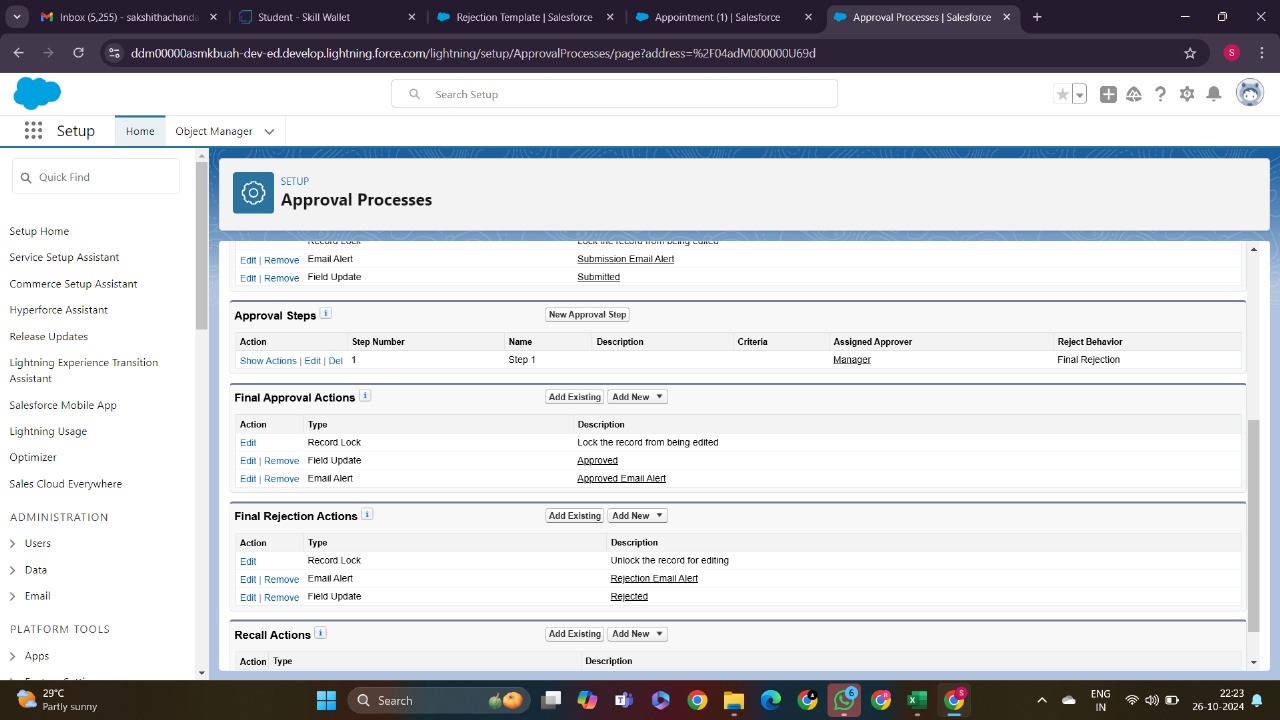 Inbox (5,255) - sakshithachanda
Student - Skill Wallet
Rejection Template | Salesforce
Appointment (1) | Salesforce
Approval Processes | Salesforce
ddm00000asmkbuah-dev-ed.develop.lightning.force.com/lightning/setup/ApprovalProcesses/page?address=%2F04adM000000U69d
S
Search Setup
Setup
Home
Object Manager
Quick Find
SETUP
Approval Processes
Setup Home
Service Setup Assistant
Commerce Setup Assistant
Hyperforce Assistant
Release Updates
Lightning Experience Transition
Assistant
Salesforce Mobile App
Lightning Usage
Optimizer
Sales Cloud Everywhere
ADMINISTRATION
Users
Data
Email
PLATFORM TOOLS
Apps
Record Lock Lock the record from being edited
Edit | Remove Email Alert Submission Email Alert
Edit | Remove Field Update Submitted
Approval Steps i New Approval Step
Action Step Number Name Description Criteria Assigned Approver Reject Behavior
Show Actions | Edit | Del 1 Step 1 Manager Final Rejection
Final Approval Actions i Add Existing Add New
Action Type Description
Edit Record Lock Lock the record from being edited
Edit | Remove Field Update Approved
Edit | Remove Email Alert Approved Email Alert
Final Rejection Actions i Add Existing Add New
Action Type Description
Edit Record Lock Unlock the record for editing
Edit | Remove Email Alert Rejection Email Alert
Edit | Remove Field Update Rejected
Recall Actions i Add Existing Add New
Action Type Description
29°C
Partly sunny
Search
6
ENG
IN
22:23
26-10-2024